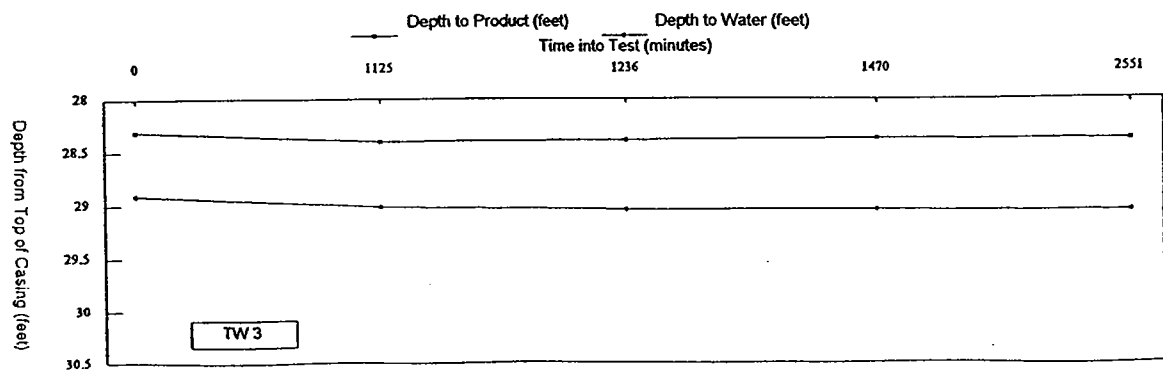 Depth to Product (feet) Depth to Water (feet)
Time into Test (minutes)
0 1125 1236 1470 2551
28
28.5
29
29.5
30
30.5
Depth from Top of Casing (feet)
TW 3